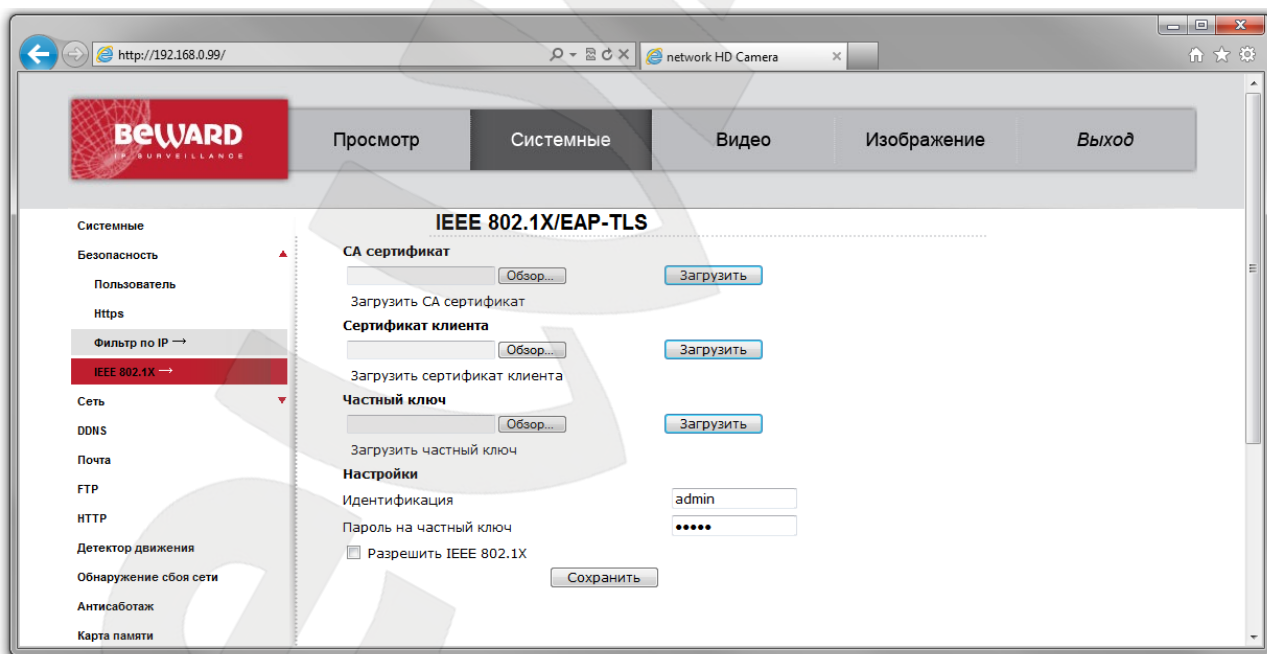 http://192.168.0.99/
network HD Camera
BEWARD
IP SURVEILLANCE
Просмотр
Системные
Видео
Изображение
Выход
Системные
Безопасность
Пользователь
Https
Фильтр по IP →
IEEE 802.1X →
Сеть
DDNS
Почта
FTP
HTTP
Детектор движения
Обнаружение сбоя сети
Антисаботаж
Карта памяти
IEEE 802.1X/EAP-TLS
CA сертификат
Обзор...
Загрузить
Загрузить CA сертификат
Сертификат клиента
Обзор...
Загрузить
Загрузить сертификат клиента
Частный ключ
Обзор...
Загрузить
Загрузить частный ключ
Настройки
Идентификация
admin
Пароль на частный ключ
•••••
Разрешить IEEE 802.1X
Сохранить